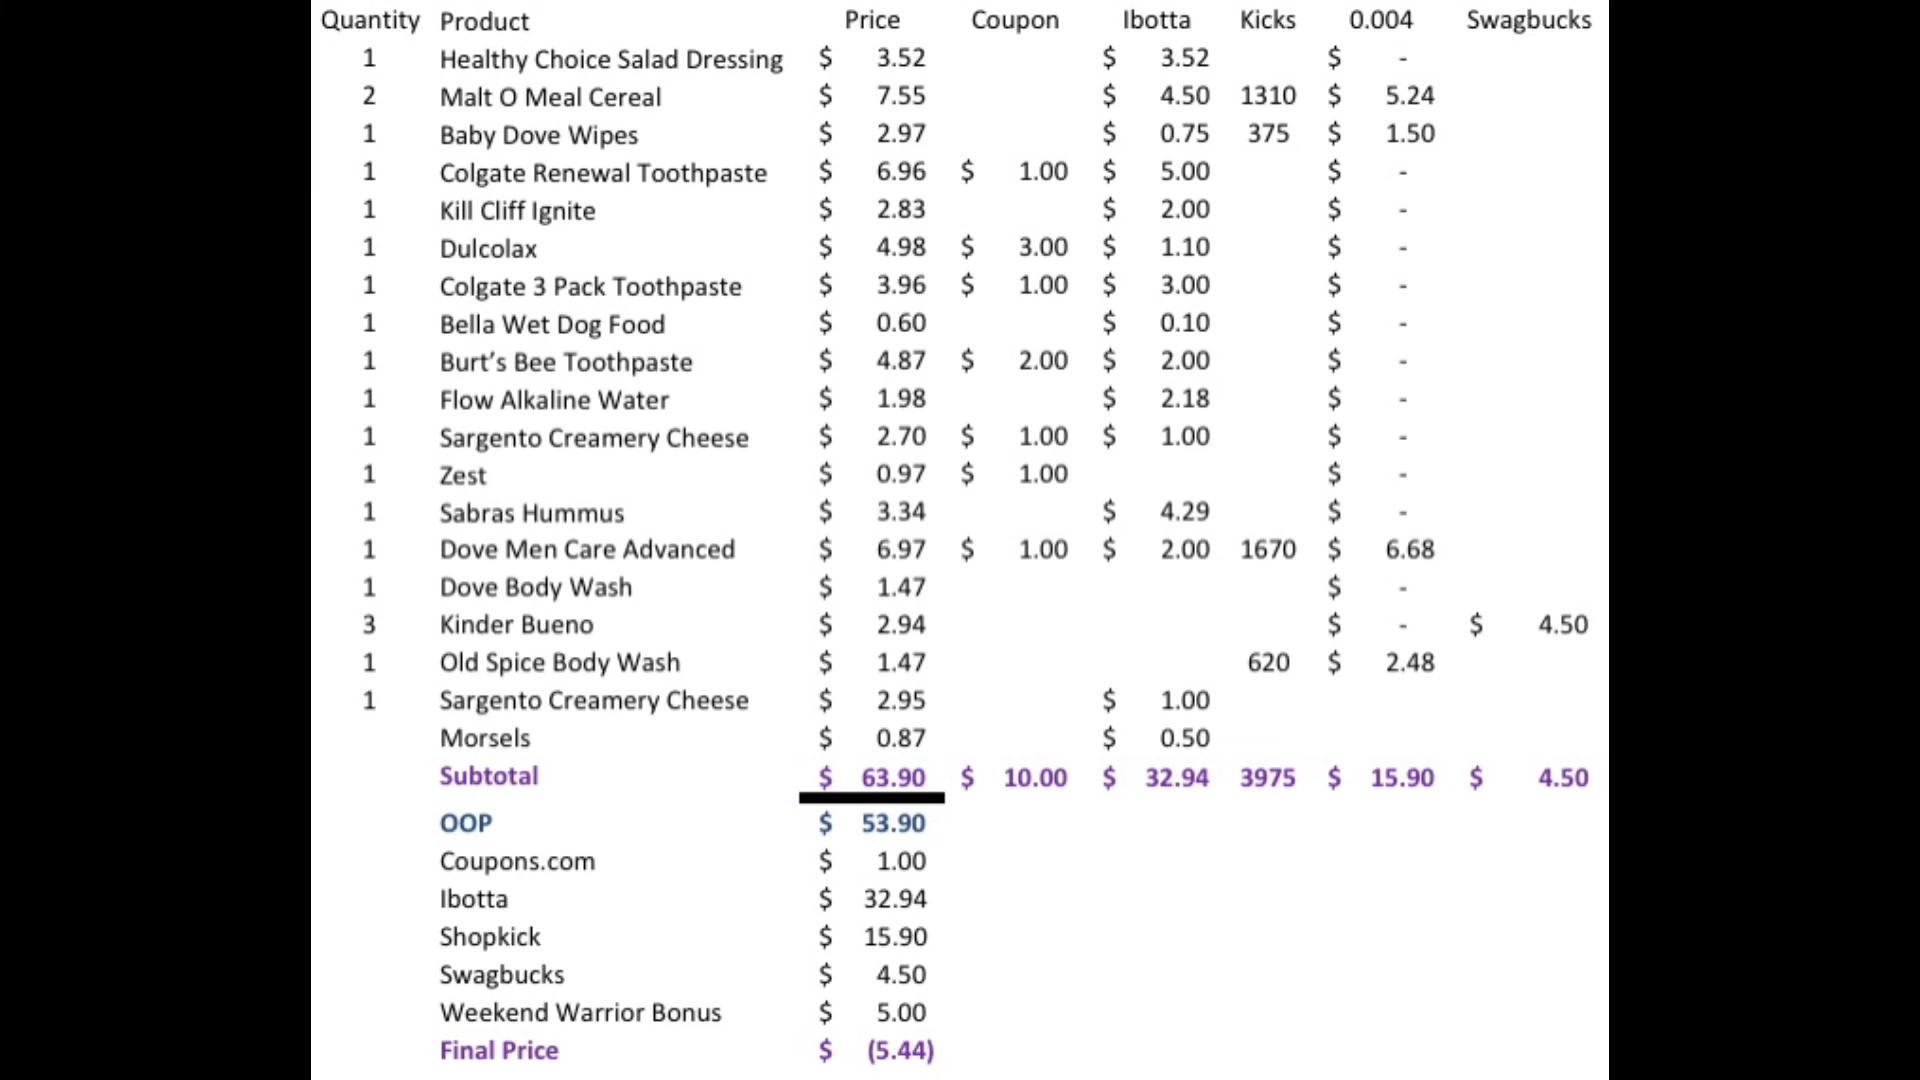 Quantity Product Price Coupon Ibotta Kicks 0.004 Swagbucks
1 Healthy Choice Salad Dressing $ 3.52 $ 3.52 $ -
2 Malt O Meal Cereal $ 7.55 $ 4.50 1310 $ 5.24
1 Baby Dove Wipes $ 2.97 $ 0.75 375 $ 1.50
1 Colgate Renewal Toothpaste $ 6.96 $ 1.00 $ 5.00 $ -
1 Kill Cliff Ignite $ 2.83 $ 2.00 $ -
1 Dulcolax $ 4.98 $ 3.00 $ 1.10 $ -
1 Colgate 3 Pack Toothpaste $ 3.96 $ 1.00 $ 3.00 $ -
1 Bella Wet Dog Food $ 0.60 $ 0.10 $ -
1 Burt's Bee Toothpaste $ 4.87 $ 2.00 $ 2.00 $ -
1 Flow Alkaline Water $ 1.98 $ 2.18 $ -
1 Sargento Creamery Cheese $ 2.70 $ 1.00 $ 1.00 $ -
1 Zest $ 0.97 $ 1.00 $ -
1 Sabras Hummus $ 3.34 $ 4.29 $ -
1 Dove Men Care Advanced $ 6.97 $ 1.00 $ 2.00 1670 $ 6.68
1 Dove Body Wash $ 1.47 $ -
3 Kinder Bueno $ 2.94 $ - $ 4.50
1 Old Spice Body Wash $ 1.47 620 $ 2.48
1 Sargento Creamery Cheese $ 2.95 $ 1.00
Morsels $ 0.87 $ 0.50
Subtotal $ 63.90 $ 10.00 $ 32.94 3975 $ 15.90 $ 4.50
OOP $ 53.90
Coupons.com $ 1.00
Ibotta $ 32.94
Shopkick $ 15.90
Swagbucks $ 4.50
Weekend Warrior Bonus $ 5.00
Final Price $ (5.44)